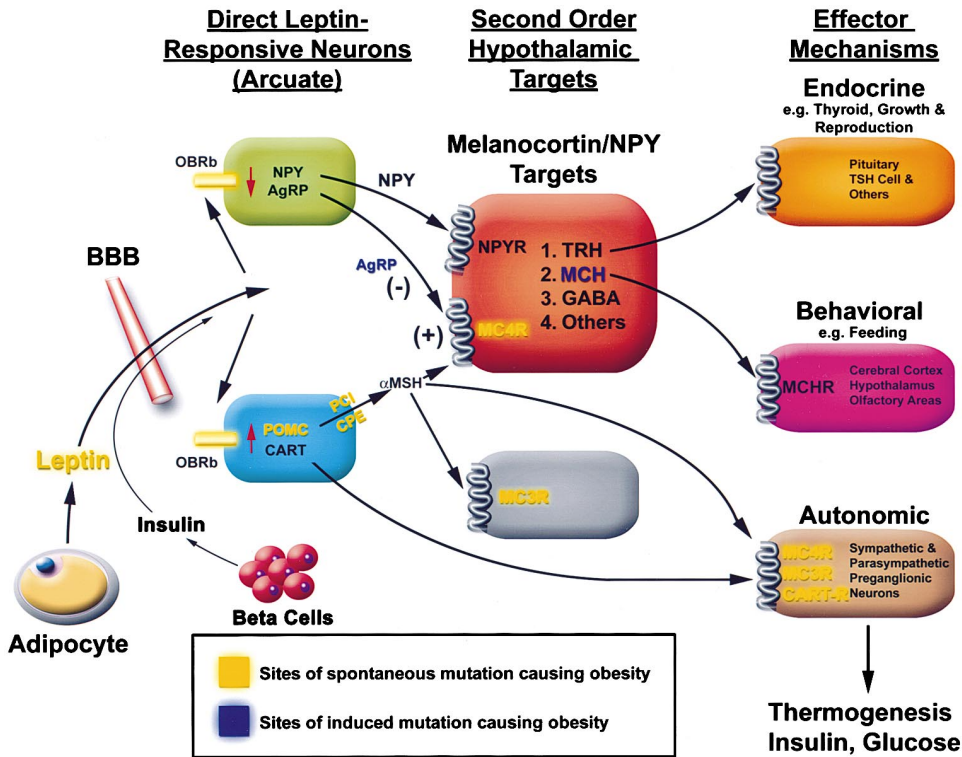 Direct Leptin-
Responsive Neurons
(Arcuate)
Second Order
Hypothalamic
Targets
Effector
Mechanisms
Endocrine
e.g. Thyroid, Growth &
Reproduction
OBRb
NPY
AgRP
NPY
Melanocortin/NPY
Targets
Pituitary
TSH Cell &
Others
BBB
AgRP
(-)
(+)
NPYR
MC4R
1. TRH
2. MCH
3. GABA
4. Others
Behavioral
e.g. Feeding
MCHR
Cerebral Cortex
Hypothalamus
Olfactory Areas
αMSH
PCI
CPE
POMC
CART
OBRb
Leptin
MC3R
Insulin
Autonomic
MC4R
MC3R
CART-R
Sympathetic &
Parasympathetic
Preganglionic
Neurons
Beta Cells
Adipocyte
Sites of spontaneous mutation causing obesity
Sites of induced mutation causing obesity
Thermogenesis
Insulin, Glucose